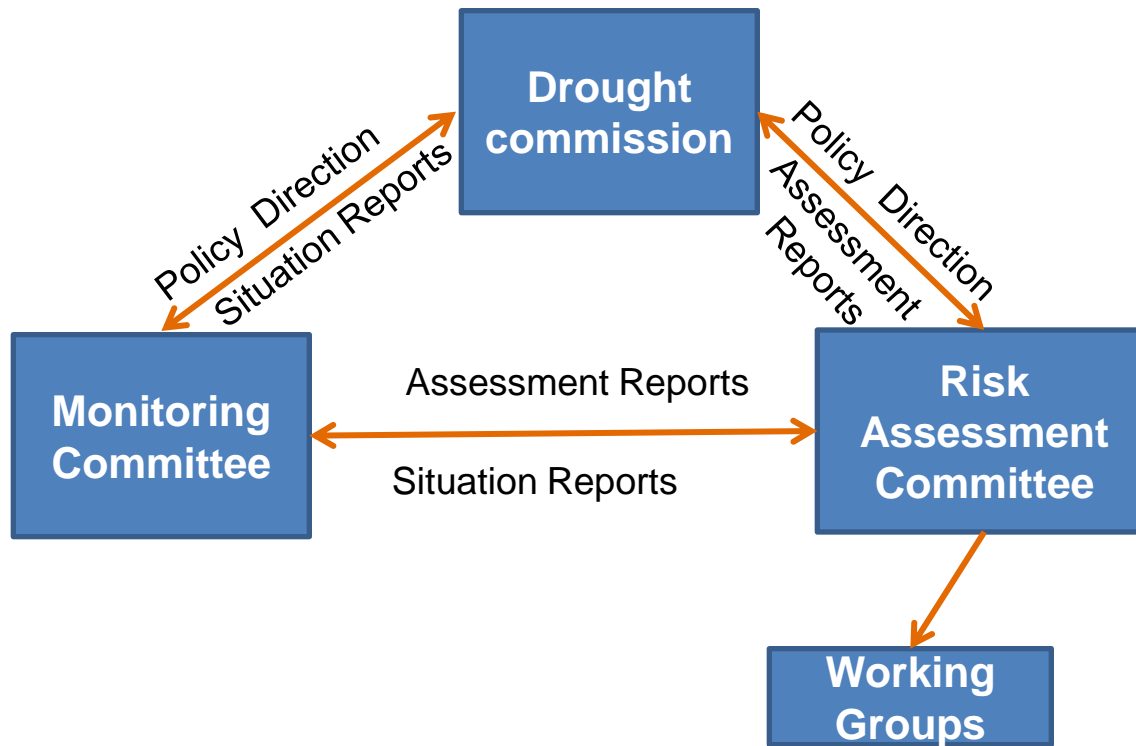 Drought
commission
Policy Direction
Situation Reports
Policy Direction
Assessment
Reports
Monitoring
Committee
Assessment Reports
Situation Reports
Risk
Assessment
Committee
Working
Groups